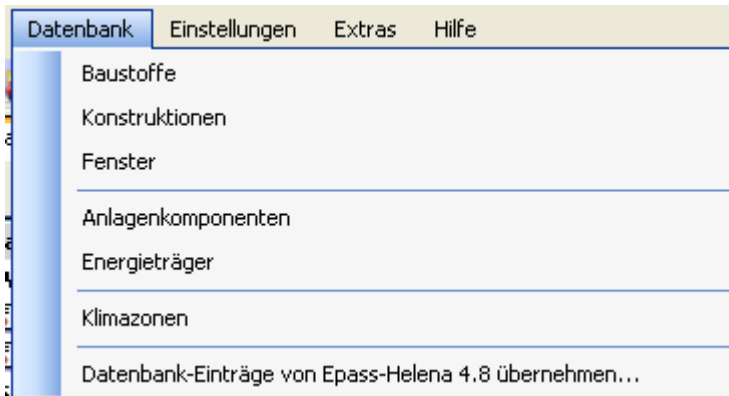 Datenbank Einstellungen Extras Hilfe
Baustoffe
Konstruktionen
Fenster
Anlagenkomponenten
Energieträger
Klimazonen
Datenbank-Einträge von Epass-Helena 4.8 übernehmen...